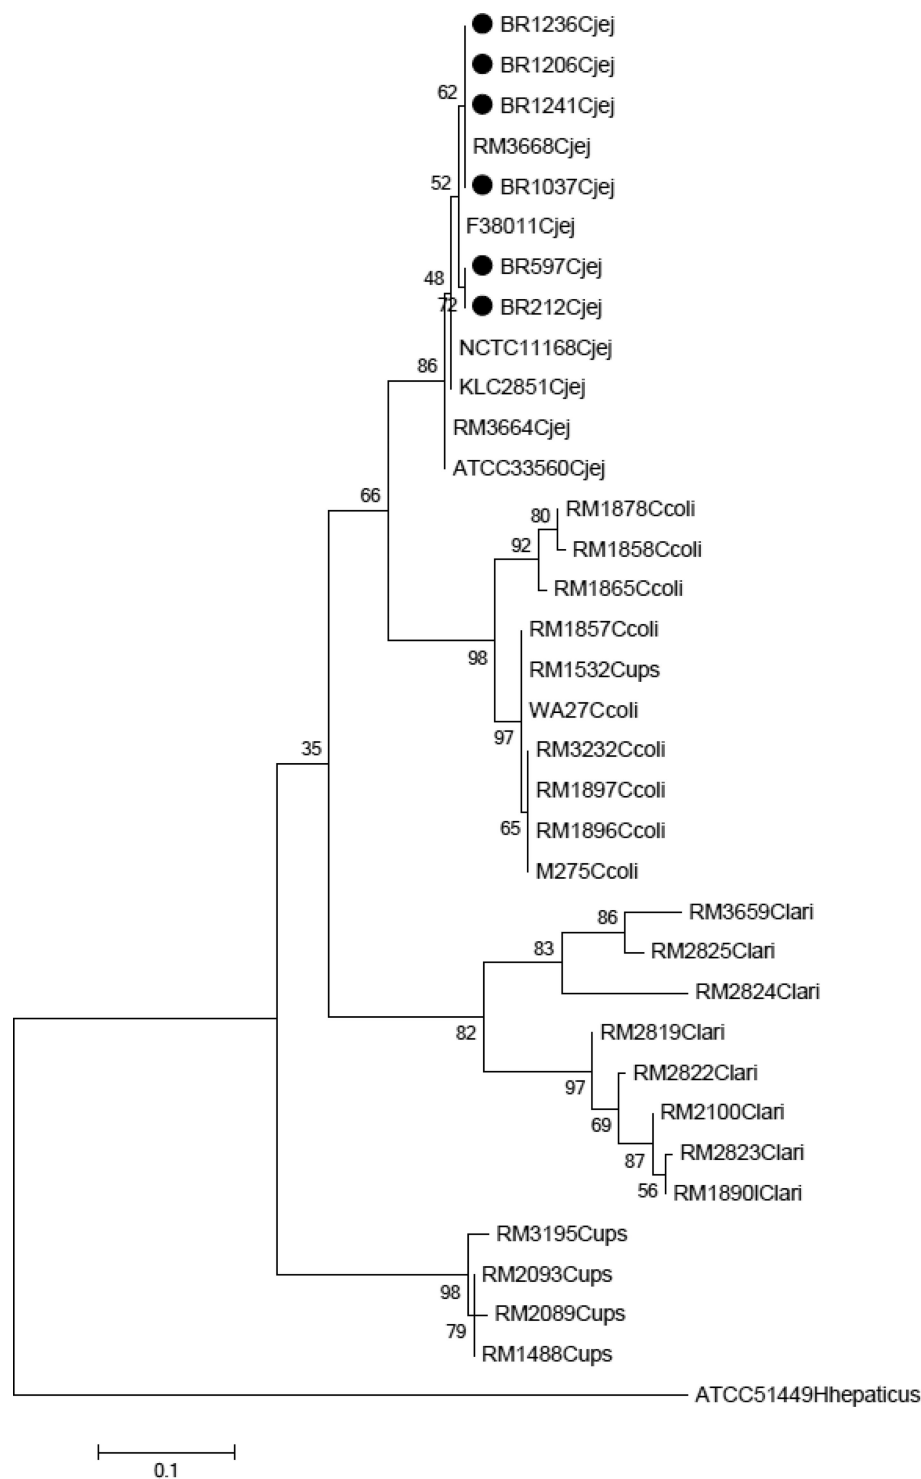 BR1236Cjej
BR1206Cjej
62
BR1241Cjej
RM3668Cjej
52
BR1037Cjej
F38011Cjej
BR597Cjej
48
72
BR212Cjej
NCTC11168Cjej
86
KLC2851Cjej
RM3664Cjej
ATCC33560Cjej
66
RM1878Ccoli
80
92
RM1858Ccoli
RM1865Ccoli
RM1857Ccoli
98
RM1532Cups
WA27Ccoli
97
RM3232Ccoli
35
RM1897Ccoli
65
RM1896Ccoli
M275Ccoli
86
RM3659Clari
83
RM2825Clari
RM2824Clari
82
RM2819Clari
RM2822Clari
97
RM2100Clari
69
RM2823Clari
87
56
RM1890lClari
RM3195Cups
RM2093Cups
98
RM2089Cups
79
RM1488Cups
ATCC51449Hhepaticus
0.1